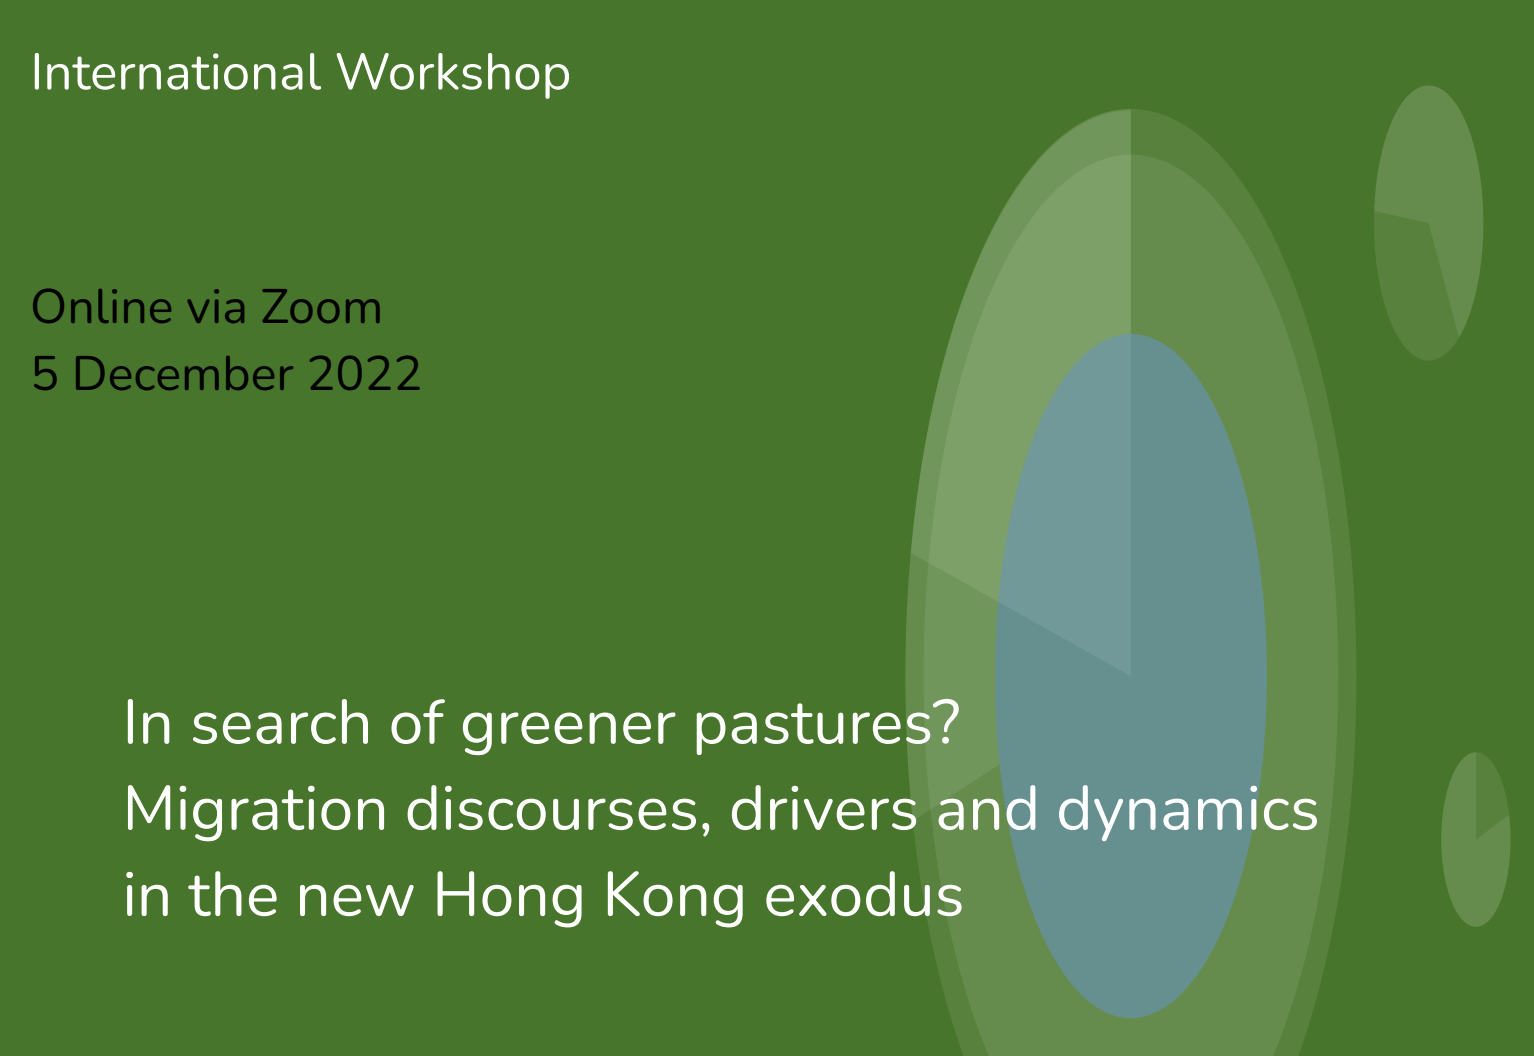 International Workshop
Online via Zoom
5 December 2022
In search of greener pastures?
Migration discourses, drivers and dynamics
in the new Hong Kong exodus